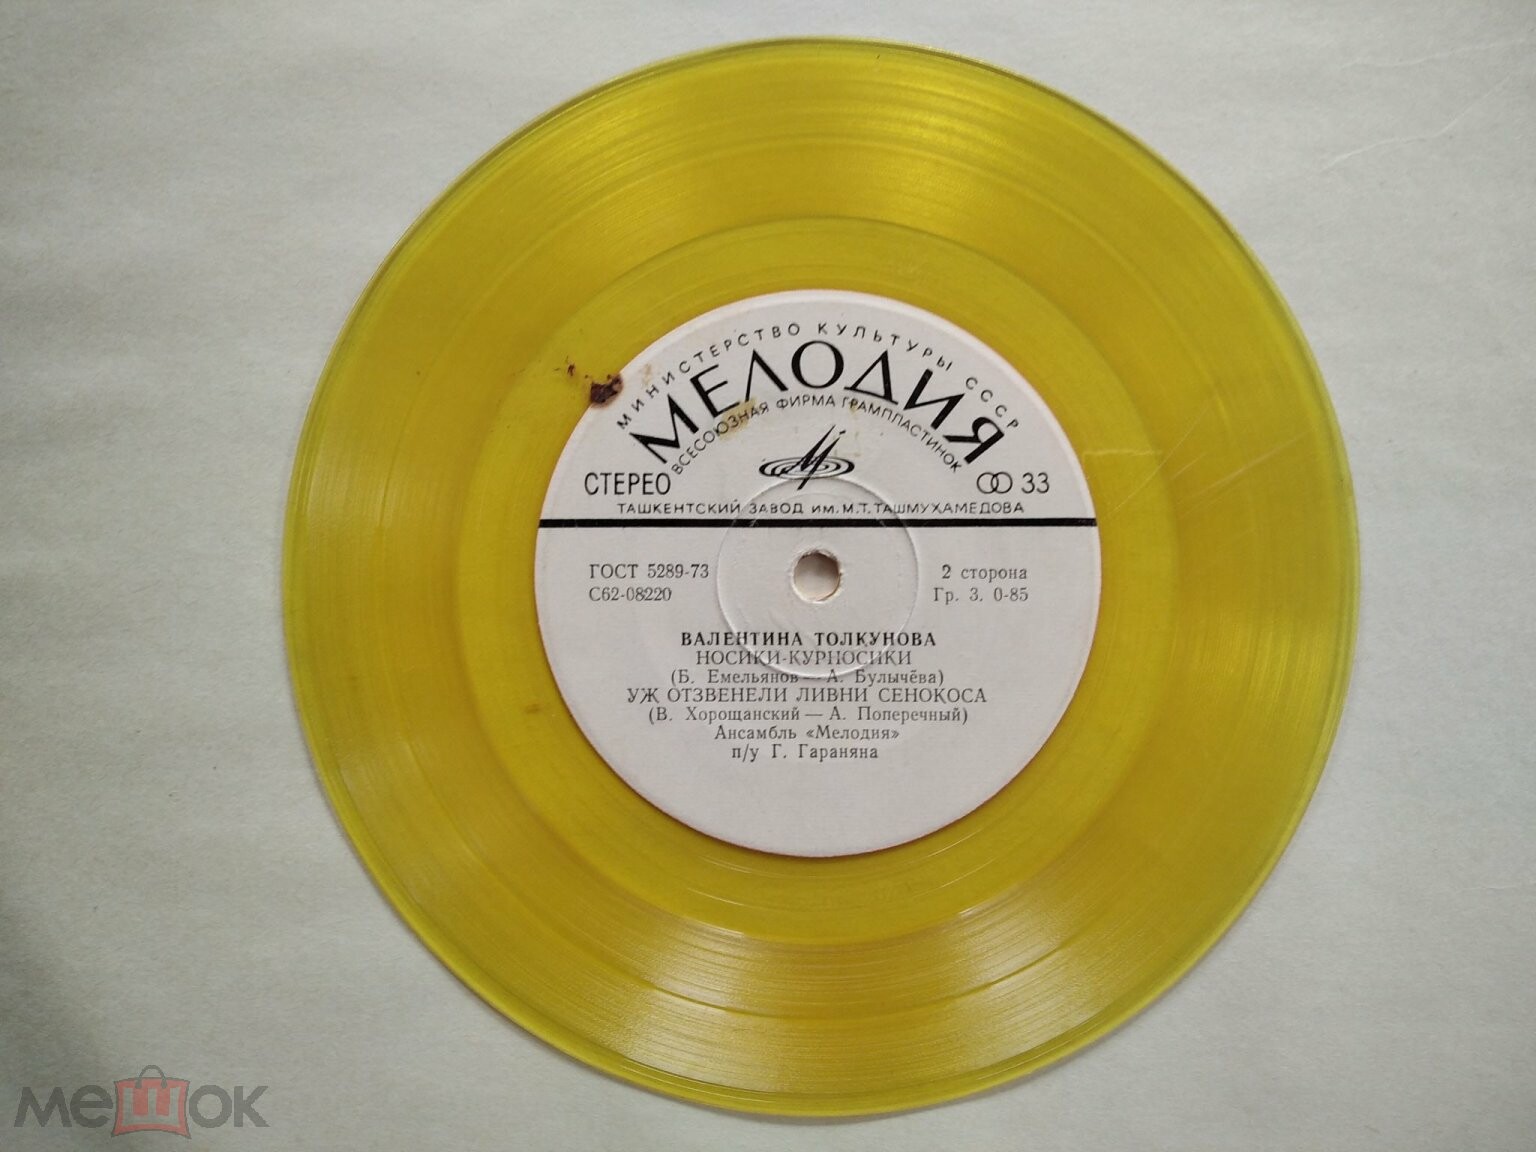 МИНИСТЕРСТВО КУЛЬТУРЫ СССР
МЕЛОДИЯ
ВСЕСОЮЗНАЯ ФИРМА ГРАМПЛАСТИНОК
СТЕРЕО 33
ТАШКЕНТСКИЙ ЗАВОД им. М.Т. ТАШМУХАМЕДОВА
ГОСТ 5289-73 2 сторона
С62-08220 Гр. 3. 0-85
ВАЛЕНТИНА ТОЛКУНОВА
НОСИКИ-КУРНОСИКИ
(Б. Емельянов — А. Булычёва)
УЖ ОТЗВЕНЕЛИ ЛИВНИ СЕНОКОСА
(В. Хорощанский — А. Поперечный)
Ансамбль «Мелодия»
п/у Г. Гараняна
мешок